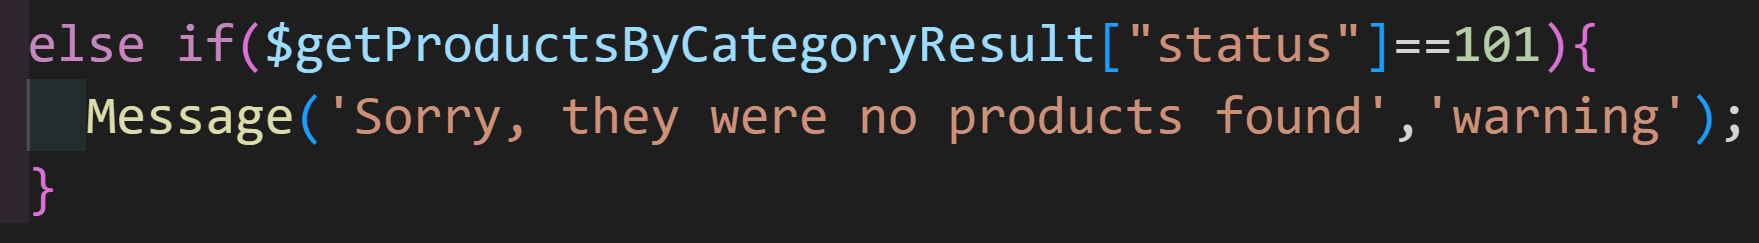 else if($getProductsByCategoryResult["status"]==101){
Message('Sorry, they were no products found','warning');
}